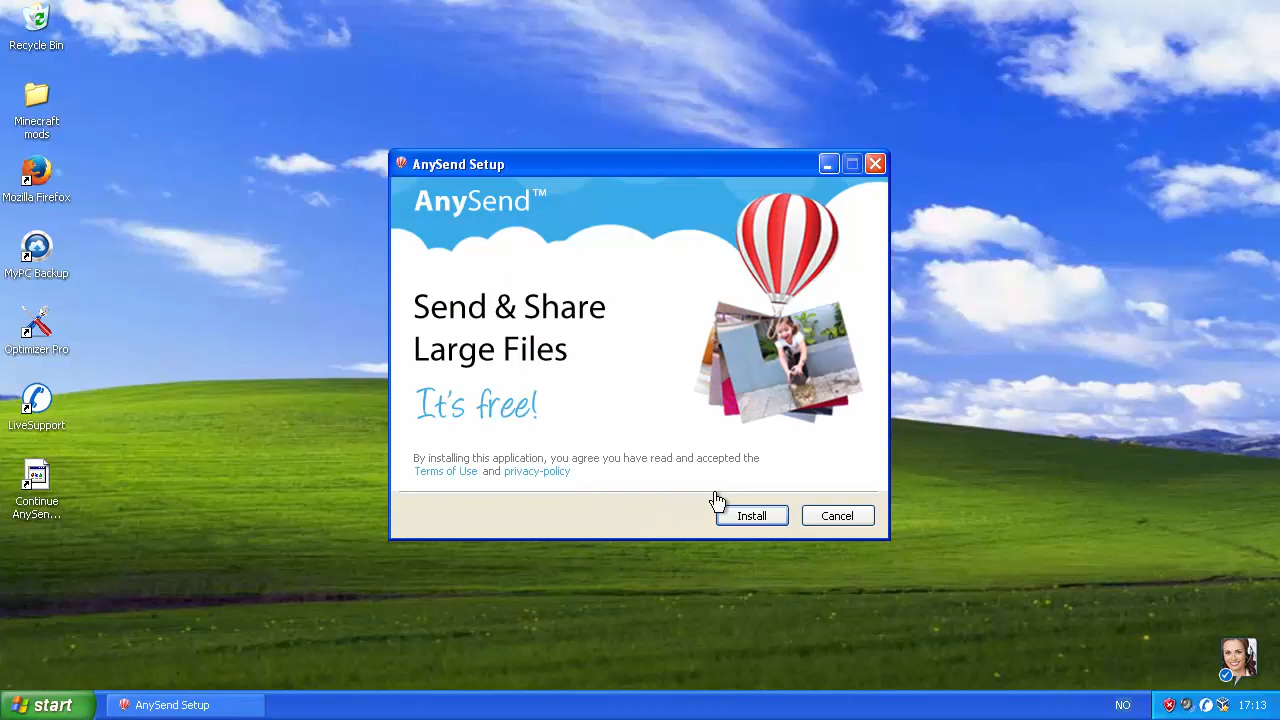 Recycle Bin
Minecraft
mods
Mozilla Firefox
MyPC Backup
Optimizer Pro
LiveSupport
Continue
AnySen...
AnySend Setup
AnySend™
Send & Share
Large Files
It's free!
By installing this application, you agree you have read and accepted the
Terms of Use and privacy-policy
Install
Cancel
start
AnySend Setup
NO
17:13